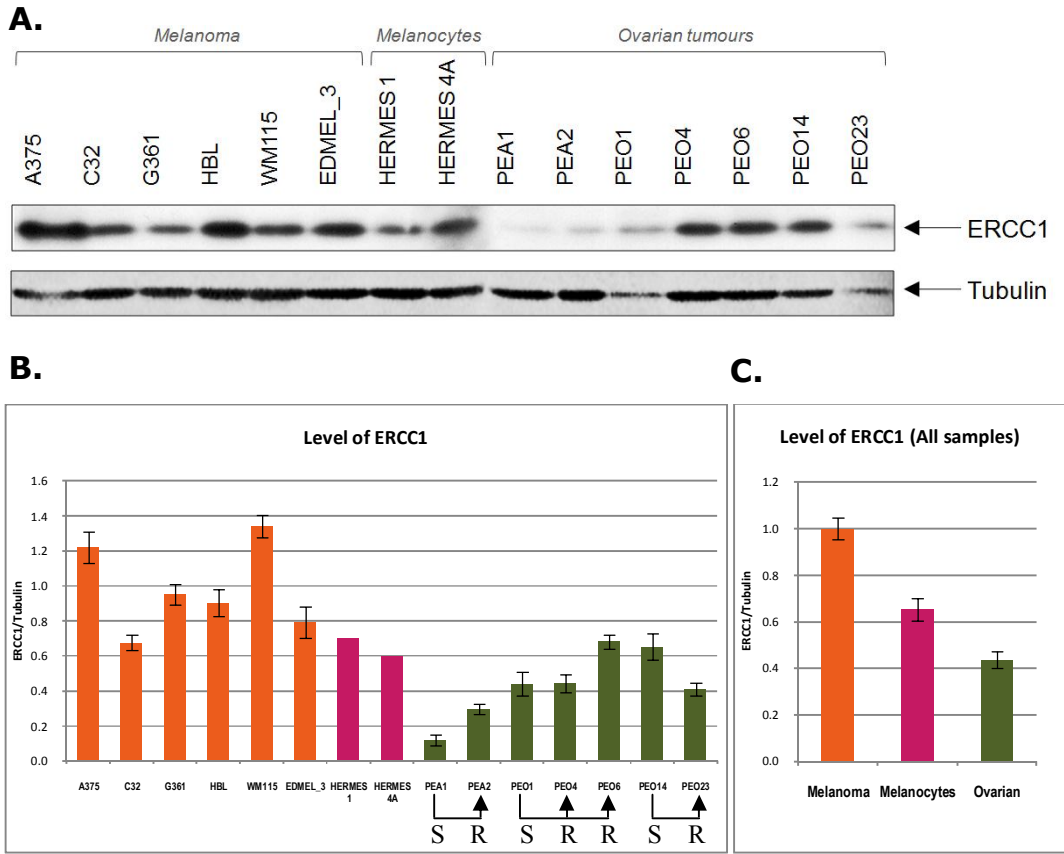 A.
Melanoma Melanocytes Ovarian tumours
A375 C32 G361 HBL WM115 EDMEL_3 HERMES 1 HERMES 4A PEA1 PEA2 PEO1 PEO4 PEO6 PEO14 PEO23
ERCC1
Tubulin
B.
Level of ERCC1
ERCC1/Tubulin
1.6
1.4
1.2
1.0
0.8
0.6
0.4
0.2
0.0
A375 C32 G361 HBL WM115 EDMEL_3 HERMES 1 HERMES 4A PEA1 PEA2 PEO1 PEO4 PEO6 PEO14 PEO23
S R S R R S R
C.
Level of ERCC1 (All samples)
ERCC1/Tubulin
1.2
1.0
0.8
0.6
0.4
0.2
0.0
Melanoma Melanocytes Ovarian